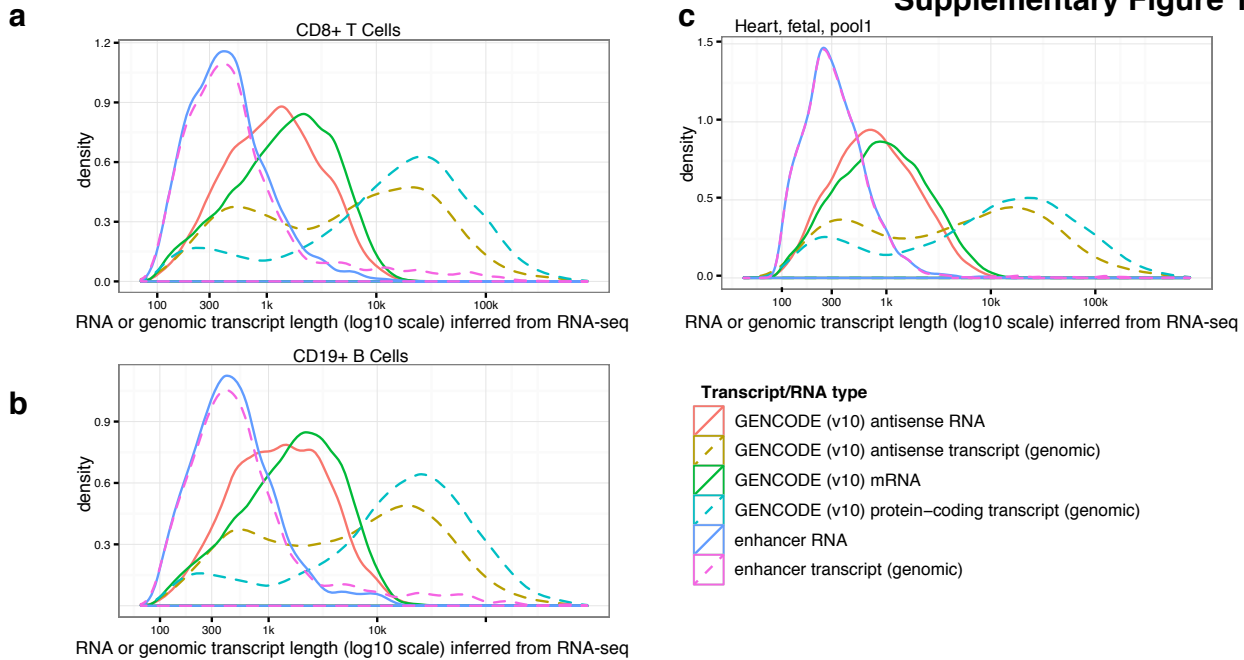 Supplementary Figure 1
a
CD8+ T Cells
1.2
0.9
0.6
0.3
0.0
density
100 300 1k 10k 100k
RNA or genomic transcript length (log10 scale) inferred from RNA-seq
b
CD19+ B Cells
0.9
0.6
0.3
density
100 300 1k 10k
RNA or genomic transcript length (log10 scale) inferred from RNA-seq
c
Heart, fetal, pool1
1.5
1.0
0.5
0.0
density
100 300 1k 10k 100k
RNA or genomic transcript length (log10 scale) inferred from RNA-seq
Transcript/RNA type
GENCODE (v10) antisense RNA
GENCODE (v10) antisense transcript (genomic)
GENCODE (v10) mRNA
GENCODE (v10) protein−coding transcript (genomic)
enhancer RNA
enhancer transcript (genomic)